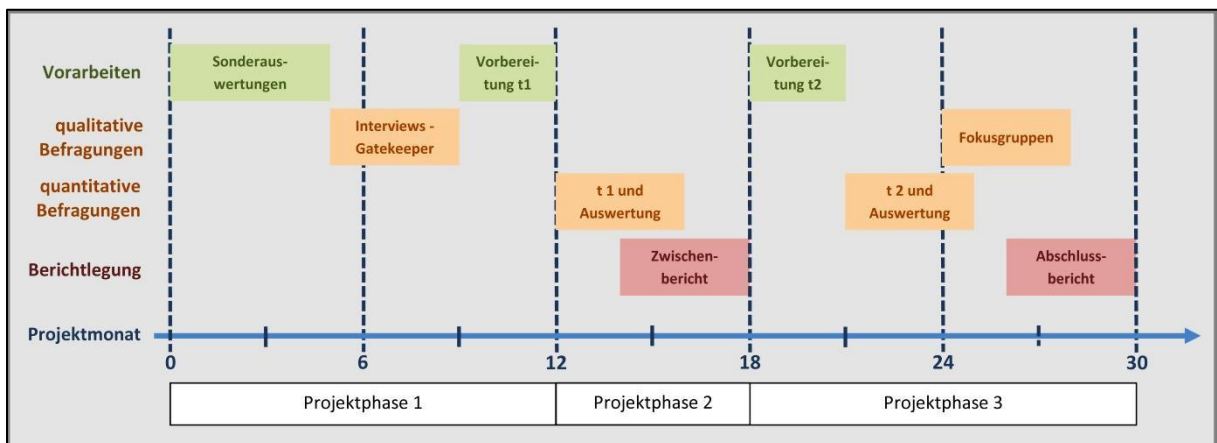 Vorarbeiten
Sonderaus-
wertungen
Vorberei-
tung t1
Vorberei-
tung t2
qualitative
Befragungen
Interviews -
Gatekeeper
Fokusgruppen
quantitative
Befragungen
t 1 und
Auswertung
t 2 und
Auswertung
Berichtlegung
Zwischen-
bericht
Abschluss-
bericht
Projektmonat
0 6 12 18 24 30
Projektphase 1 Projektphase 2 Projektphase 3